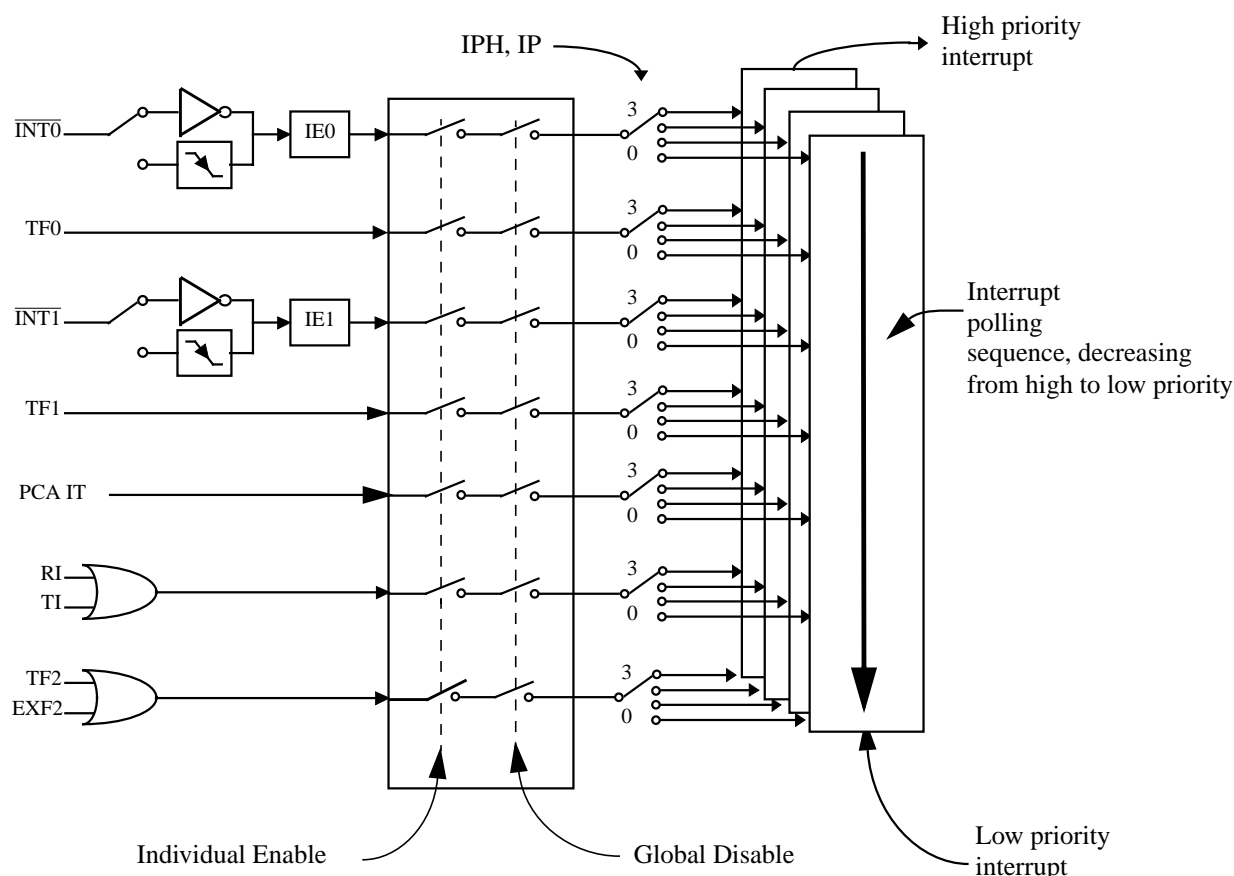 High priority
interrupt
IPH, IP
INT0
IE0
3
0
TF0
3
0
INT1
IE1
3
0
Interrupt
polling
sequence, decreasing
from high to low priority
TF1
3
0
PCA IT
3
0
RI
TI
3
0
TF2
EXF2
3
0
Individual Enable
Global Disable
Low priority
interrupt